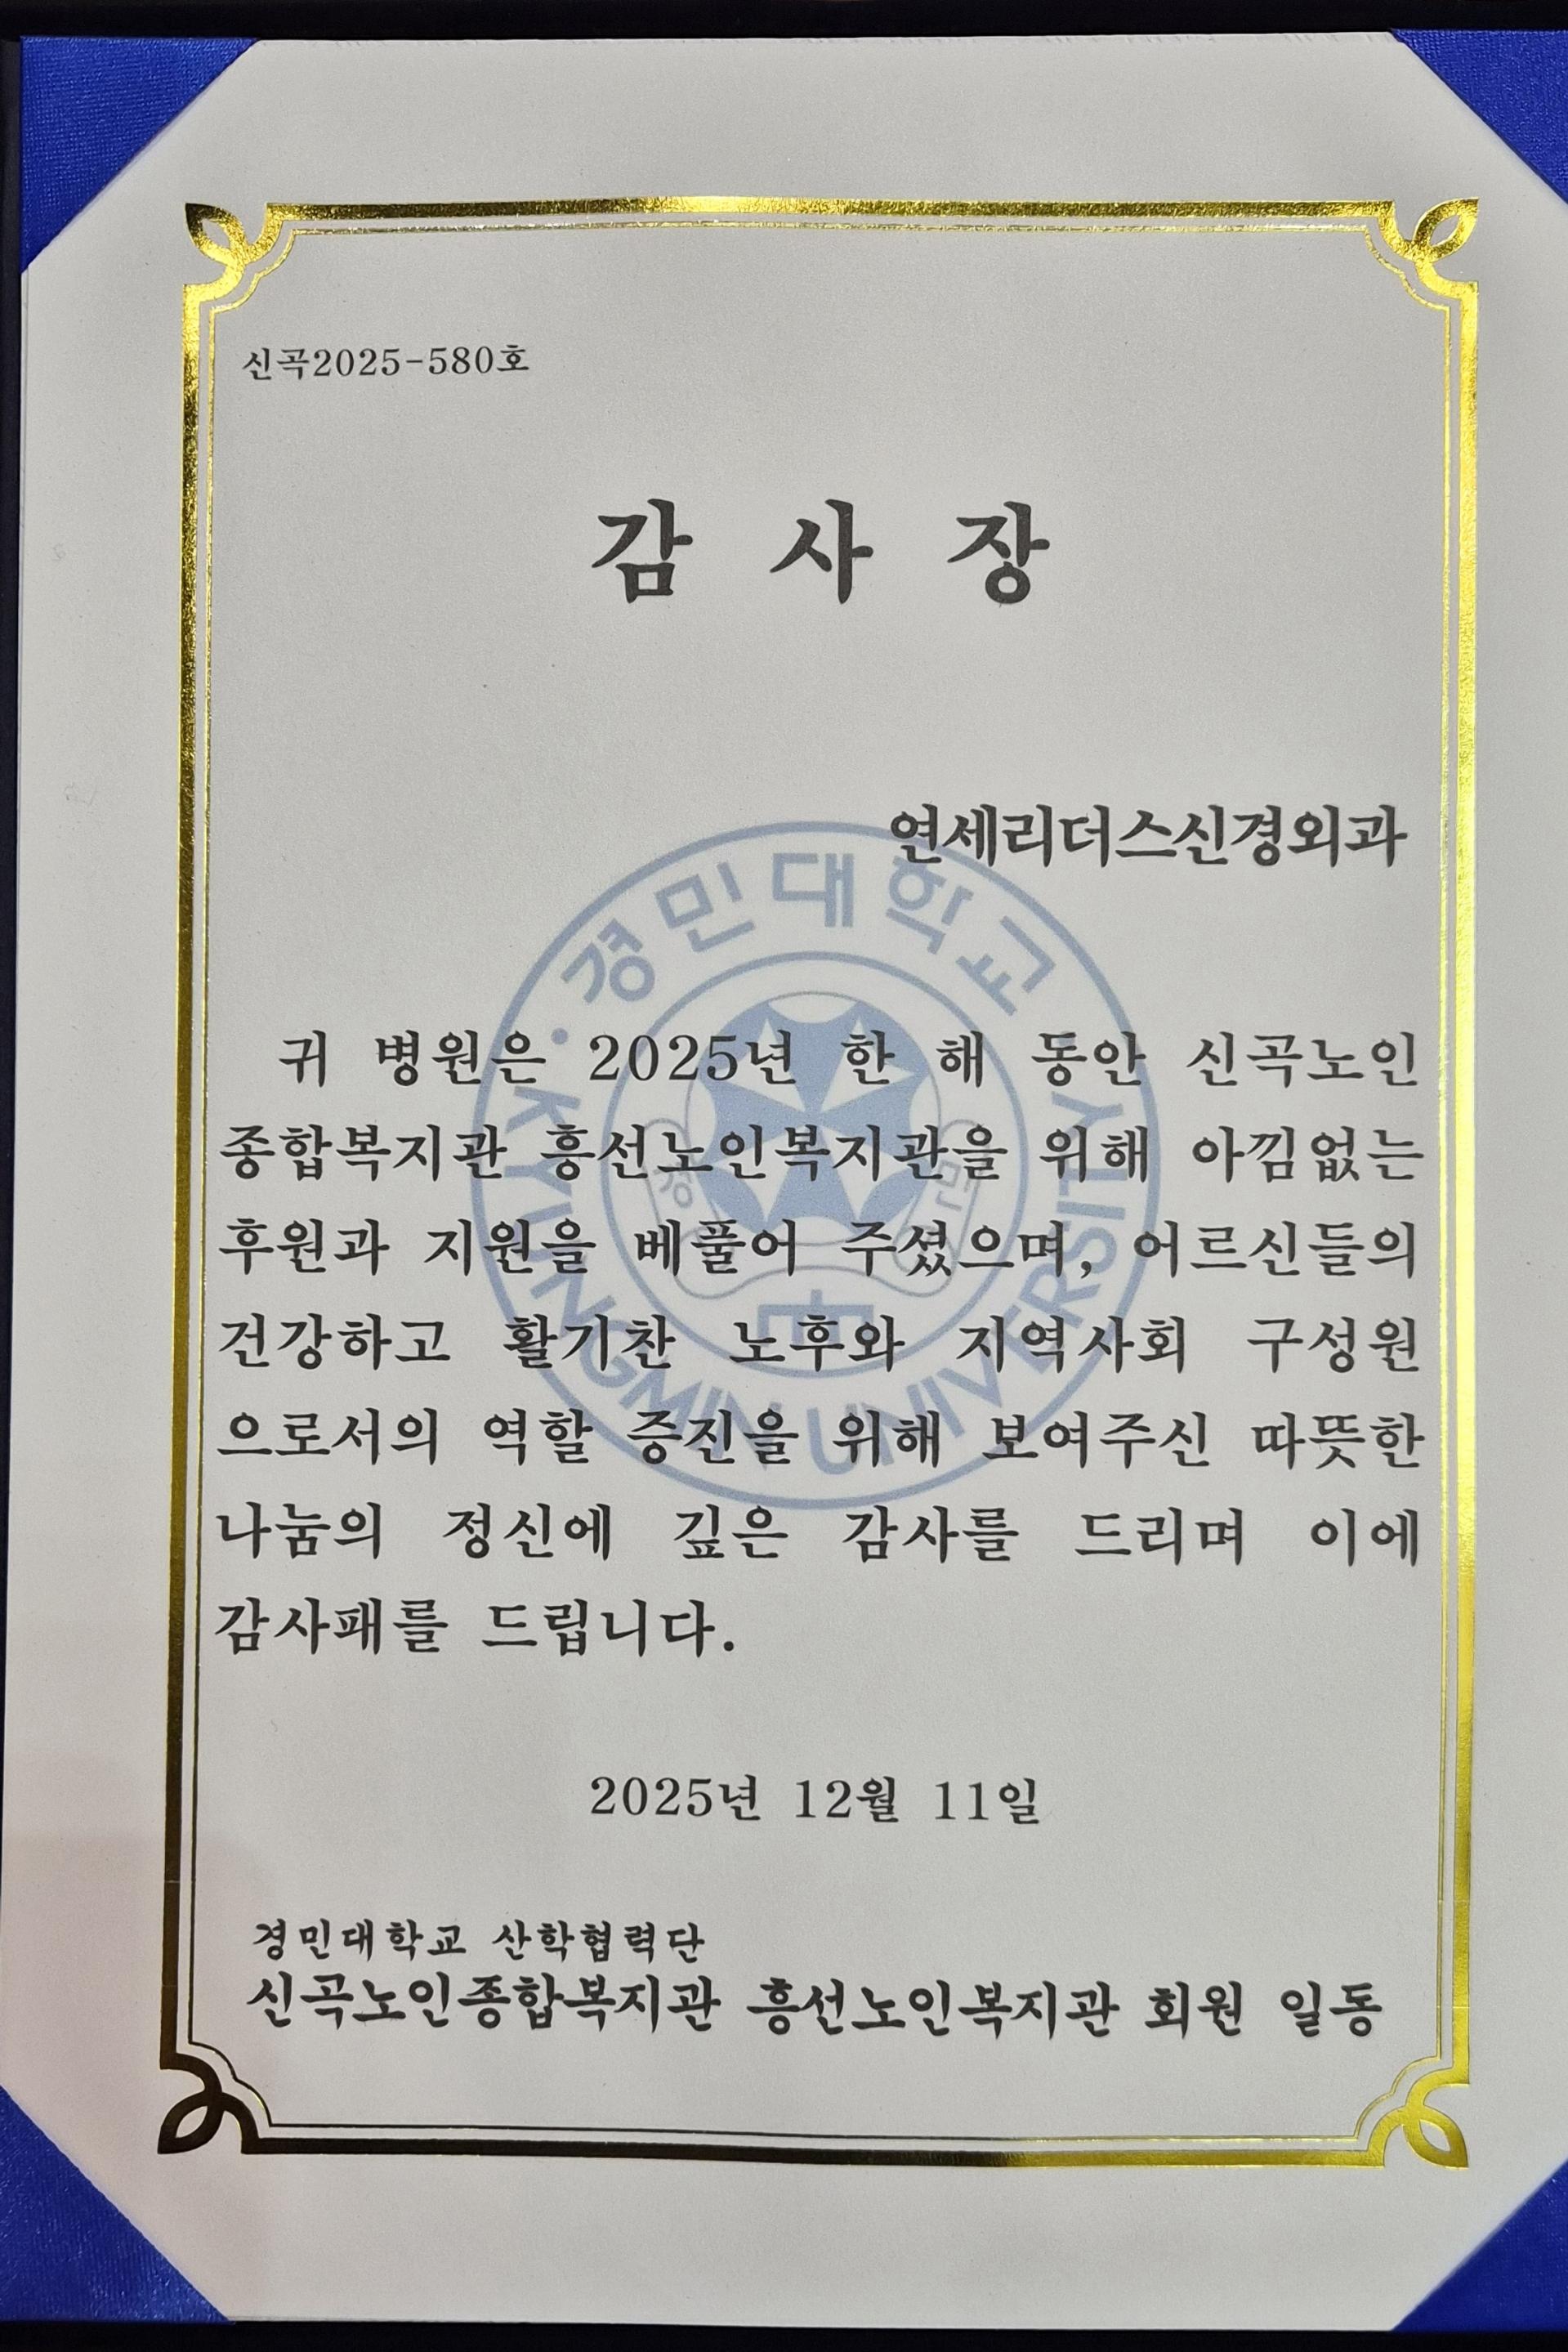 신곡2025-580호
감 사 장
연세리더스신경외과
경민대학교
KYUNGMIN UNIVERSITY
귀 병원은 2025년 한 해 동안 신곡노인
종합복지관 흥선노인복지관을 위해 아낌없는
후원과 지원을 베풀어 주셨으며, 어르신들의
건강하고 활기찬 노후와 지역사회 구성원
으로서의 역할 증진을 위해 보여주신 따뜻한
나눔의 정신에 깊은 감사를 드리며 이에
감사패를 드립니다.
2025년 12월 11일
경민대학교 산학협력단
신곡노인종합복지관 흥선노인복지관 회원 일동